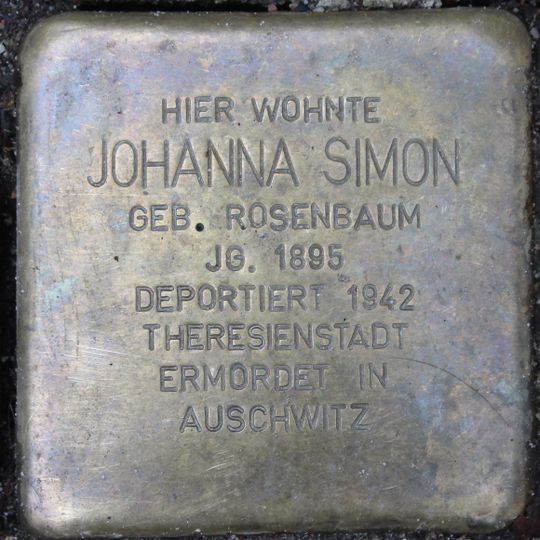 HIER WOHNTE
JOHANNA SIMON
GEB. ROSENBAUM
JG. 1895
DEPORTIERT 1942
THERESIENSTADT
ERMORDET IN
AUSCHWITZ